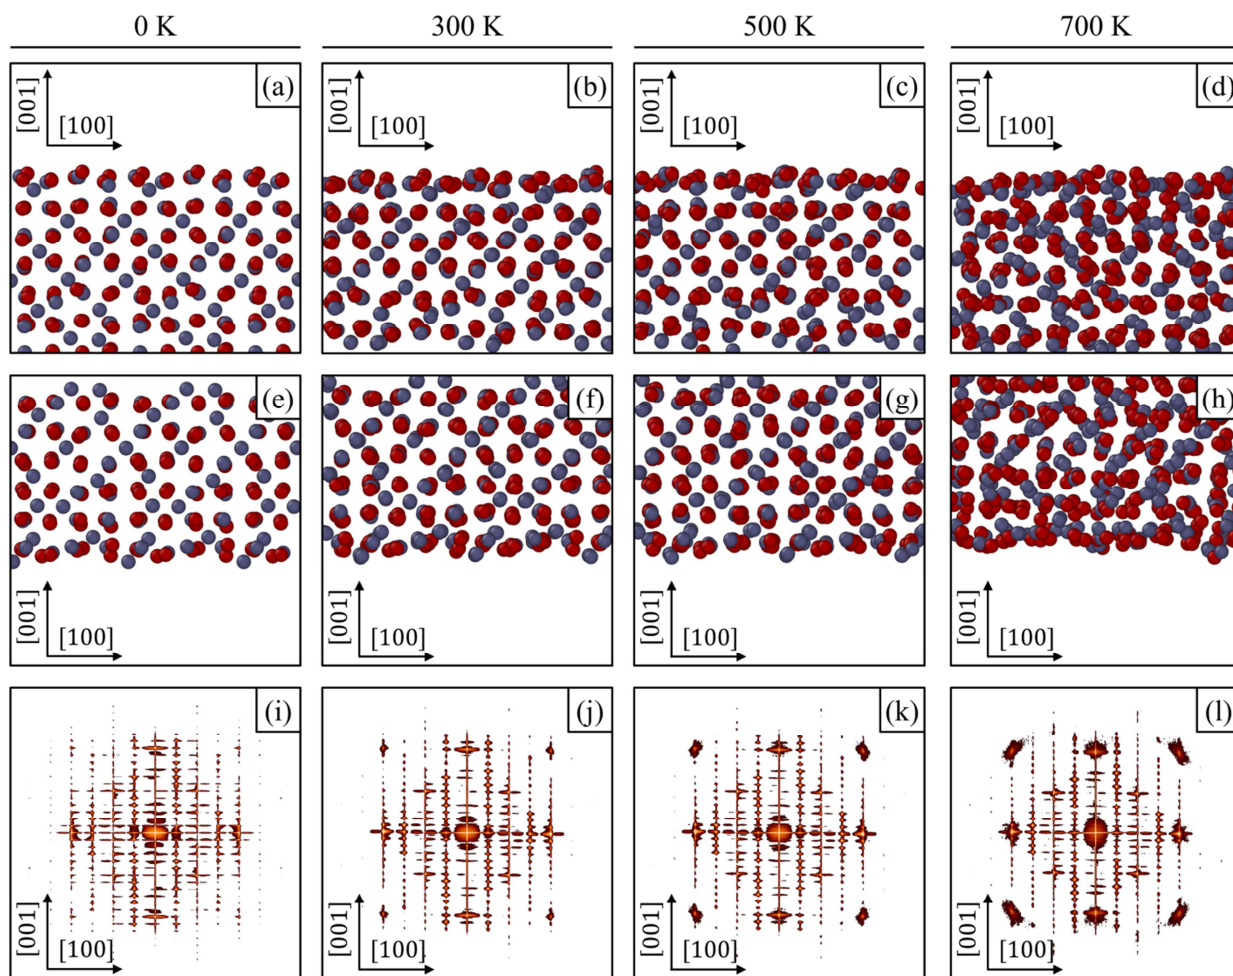 0 K
300 K
500 K
700 K
(a)
[001]
[100]
(b)
[001]
[100]
(c)
[001]
[100]
(d)
[001]
[100]
(e)
[001]
[100]
(f)
[001]
[100]
(g)
[001]
[100]
(h)
[001]
[100]
(i)
[001]
[100]
(j)
[001]
[100]
(k)
[001]
[100]
(l)
[001]
[100]